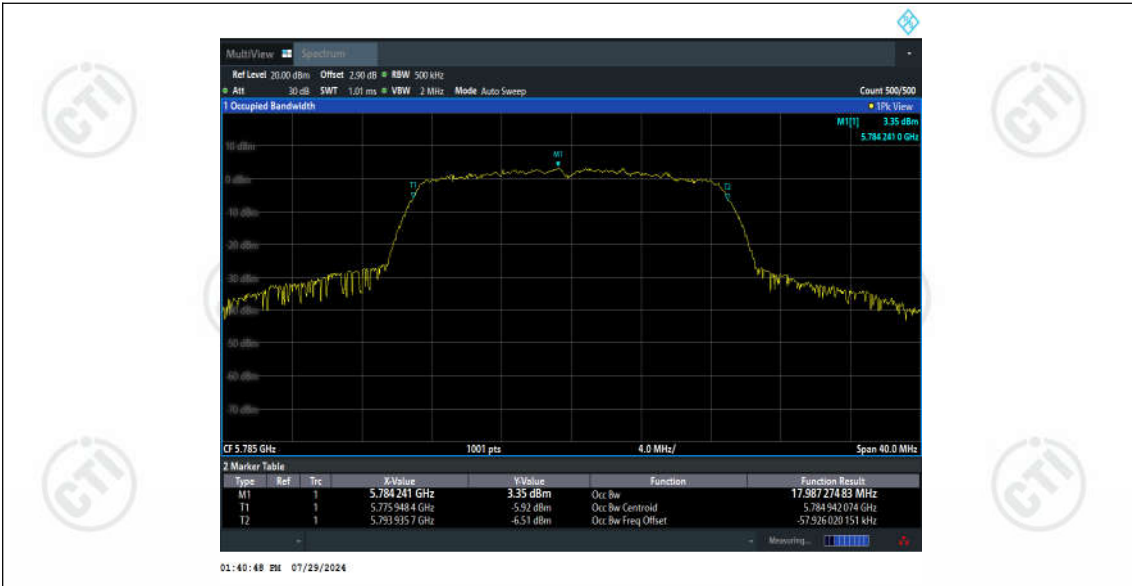 MultiView Spectrum
Ref Level 20.00 dBm Offset 2.90 dB RBW 500 kHz
Att 30 dB SWT 1.01 ms VBW 2 MHz Mode Auto Sweep Count 500/500
1 Occupied Bandwidth 1Pk View
M1[1] 3.35 dBm
5.784 241 0 GHz
10 dBm
M1
0 dBm
T1 T2
-10 dBm
-20 dBm
-30 dBm
-40 dBm
-50 dBm
-60 dBm
-70 dBm
CF 5.785 GHz 1001 pts 4.0 MHz/ Span 40.0 MHz
2 Marker Table
Type Ref Trc X-Value Y-Value Function Function Result
M1 1 5.784 241 GHz 3.35 dBm Occ Bw 17.987 274 83 MHz
T1 1 5.775 948 4 GHz -5.92 dBm Occ Bw Centroid 5.784 942 074 GHz
T2 1 5.793 935 7 GHz -6.51 dBm Occ Bw Freq Offset -57.926 020 151 kHz
Measuring...
01:40:48 PM 07/29/2024
CTI
CTI
CTI
CTI